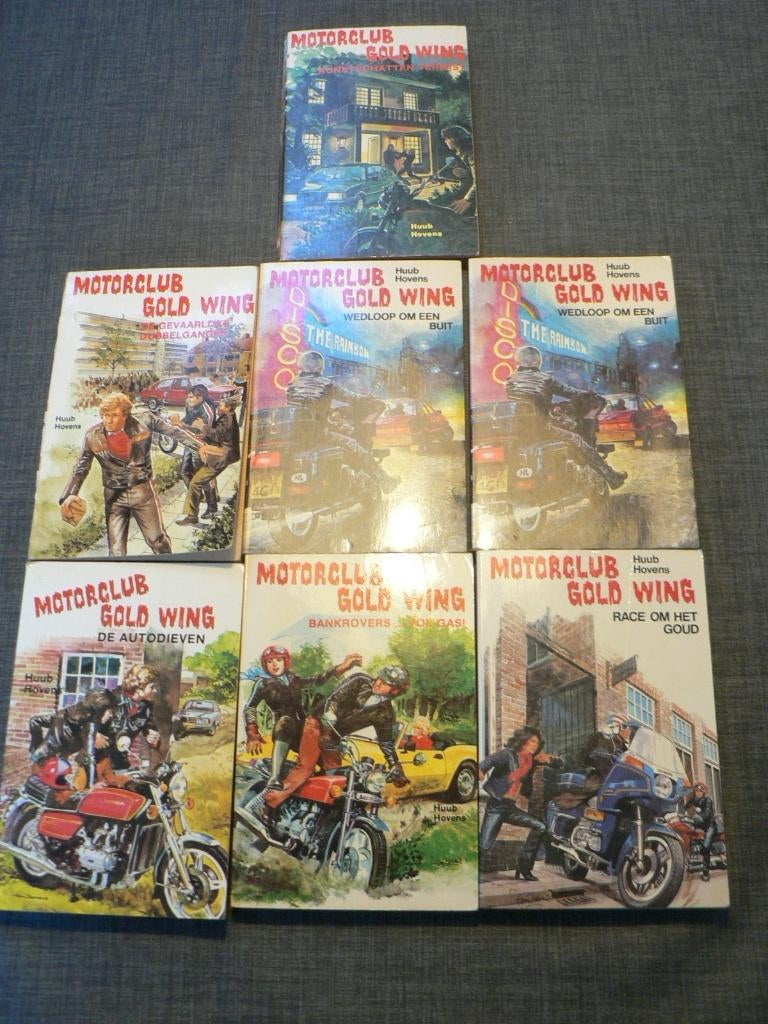 MOTORCLUB
GOLD WING
KUNSTSCHATTEN VERMIST
Huub
Hovens
MOTORCLUB
GOLD WING
DE GEVAARLIJKE
DUBBELGANGER
Huub
Hovens
MOTORCLUB
Huub
Hovens
GOLD WING
WEDLOOP OM EEN
BUIT
DISCO
THE RAINBOW
MOTORCLUB
Huub
Hovens
GOLD WING
WEDLOOP OM EEN
BUIT
DISCO
THE RAINBOW
NL
MOTORCLUB
GOLD WING
DE AUTODIEVEN
Huub
Hovens
MOTORCLUB
GOLD WING
BANKROVERS... VOL GAS!
Huub
Hovens
MOTORCLUB
Huub
Hovens
GOLD WING
RACE OM HET
GOUD